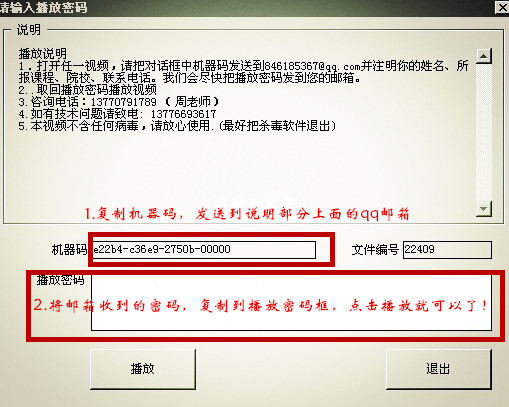 请输入播放密码
说明
播放说明
1．打开任一视频，请把对话框中机器码发送到846185367@qq.com并注明你的姓名、所
报课程、院校、联系电话。我们会尽快把播放密码发到您的邮箱。
2．取回播放密码播放视频
3.咨询电话：13770791789 ( 周老师 )
4.如有技术问题请致电: 13776693617
5.本视频不含任何病毒，请放心使用.(最好把杀毒软件退出)
1.复制机器码，发送到说明部分上面的qq邮箱
机器码 e22b4-c36e9-2750b-00000 文件编号 22409
播放密码
2.将邮箱收到的密码，复制到播放密码框，点击播放就可以了！
播放 退出